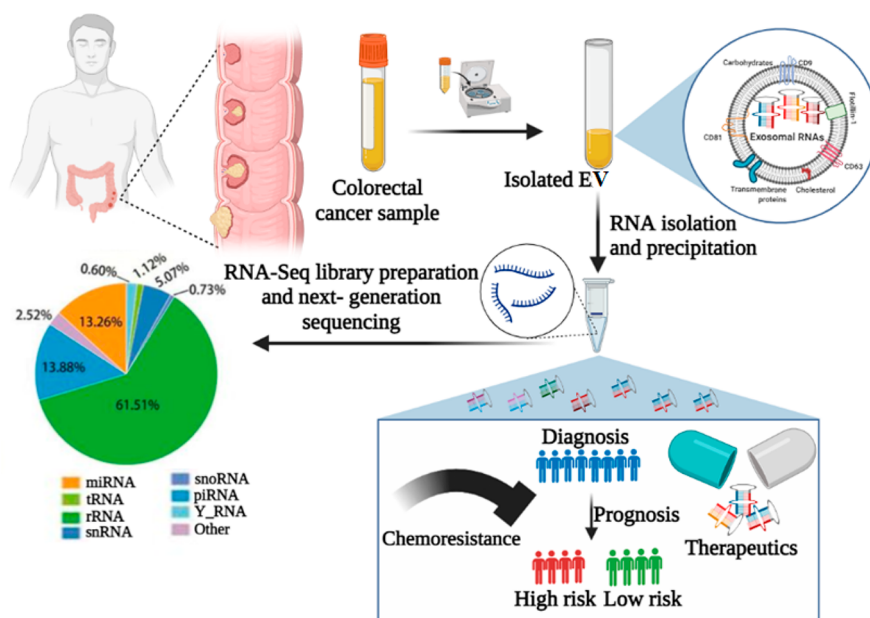 Colorectal
cancer sample
Isolated EV
Carbohydrates
CD9
Flotillin-1
CD81
Exosomal RNAs
CD63
Transmembrane
proteins
Cholesterol
RNA isolation
and precipitation
RNA-Seq library preparation
and next- generation
sequencing
0.60%
1.12%
5.07%
0.73%
2.52%
13.26%
13.88%
61.51%
miRNA
tRNA
rRNA
snRNA
snoRNA
piRNA
Y_RNA
Other
Diagnosis
Chemoresistance
Prognosis
Therapeutics
High risk
Low risk